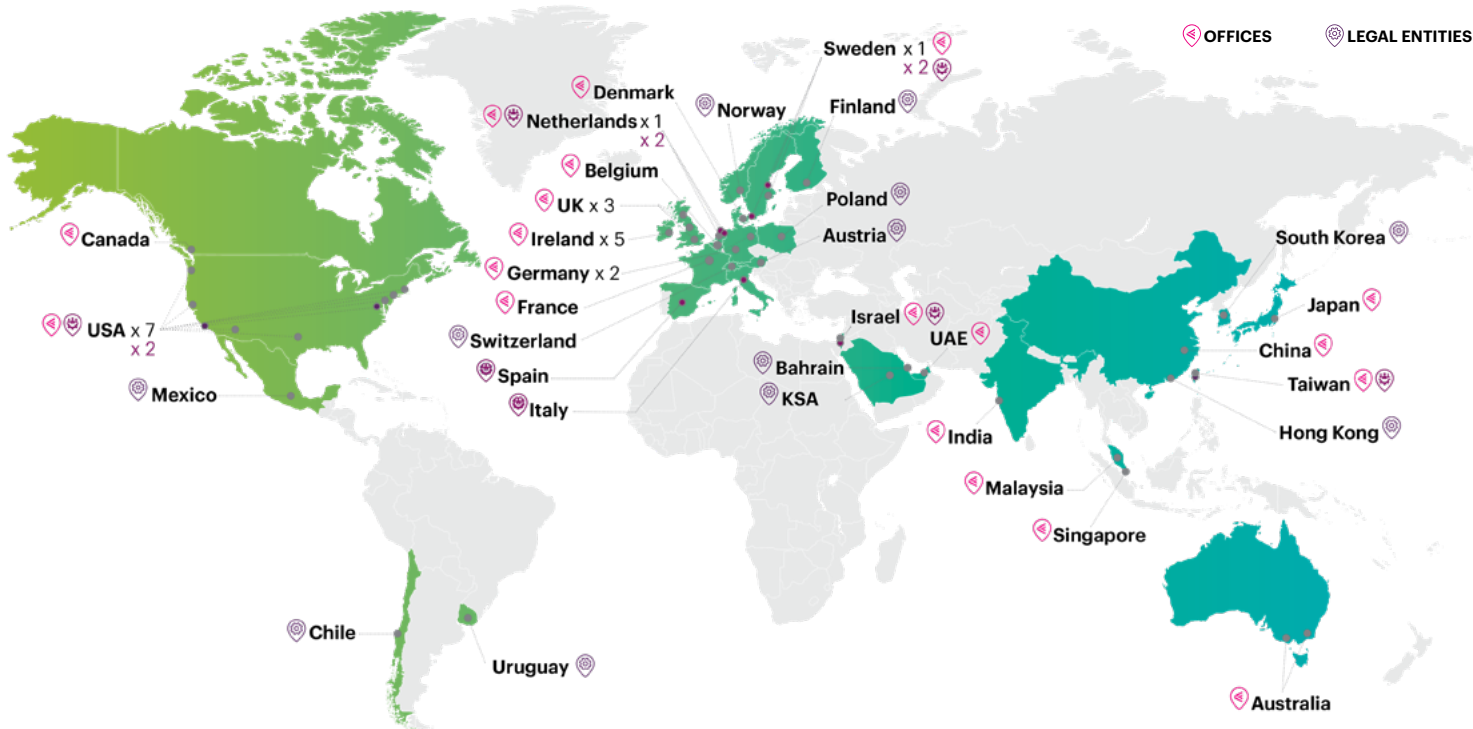 OFFICES
LEGAL ENTITIES
Sweden x 1
x 2
Denmark
Norway
Finland
Netherlands x 1
x 2
Belgium
UK x 3
Poland
Ireland x 5
Austria
Canada
South Korea
Germany x 2
France
Japan
Israel
USA x 7
x 2
UAE
Switzerland
China
Bahrain
Spain
Taiwan
Mexico
KSA
Italy
India
Hong Kong
Malaysia
Singapore
Chile
Uruguay
Australia